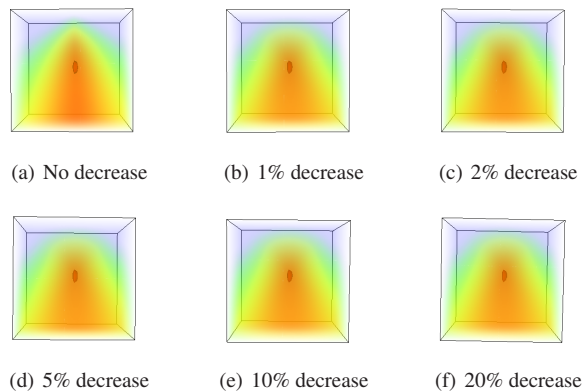 (a) No decrease
(b) 1% decrease
(c) 2% decrease
(d) 5% decrease
(e) 10% decrease
(f) 20% decrease